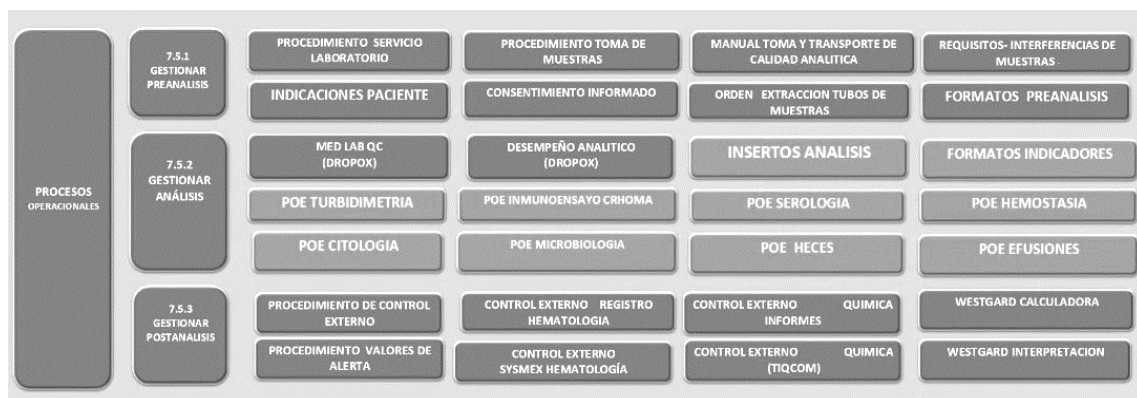 PROCESOS
OPERACIONALES
7.5.1
GESTIONAR
PREANALISIS
PROCEDIMIENTO SERVICIO
LABORATORIO
PROCEDIMIENTO TOMA DE
MUESTRAS
MANUAL TOMA Y TRANSPORTE DE
CALIDAD ANALITICA
REQUISITOS- INTERFERENCIAS DE
MUESTRAS
INDICACIONES PACIENTE
CONSENTIMIENTO INFORMADO
ORDEN EXTRACCION TUBOS DE
MUESTRAS
FORMATOS PREANALISIS
7.5.2
GESTIONAR
ANÁLISIS
MED LAB QC
(DROPOX)
DESEMPEÑO ANALITICO
(DROPOX)
INSERTOS ANALISIS
FORMATOS INDICADORES
POE TURBIDIMETRIA
POE INMUNOENSAYO CRHOMA
POE SEROLOGIA
POE HEMOSTASIA
POE CITOLOGIA
POE MICROBIOLOGIA
POE HECES
POE EFUSIONES
7.5.3
GESTIONAR
POSTANALISIS
PROCEDIMIENTO DE CONTROL
EXTERNO
CONTROL EXTERNO REGISTRO
HEMATOLOGIA
CONTROL EXTERNO QUIMICA
INFORMES
WESTGARD CALCULADORA
PROCEDIMIENTO VALORES DE
ALERTA
CONTROL EXTERNO
SYSMEX HEMATOLOGÍA
CONTROL EXTERNO QUIMICA
(TIQCOM)
WESTGARD INTERPRETACION